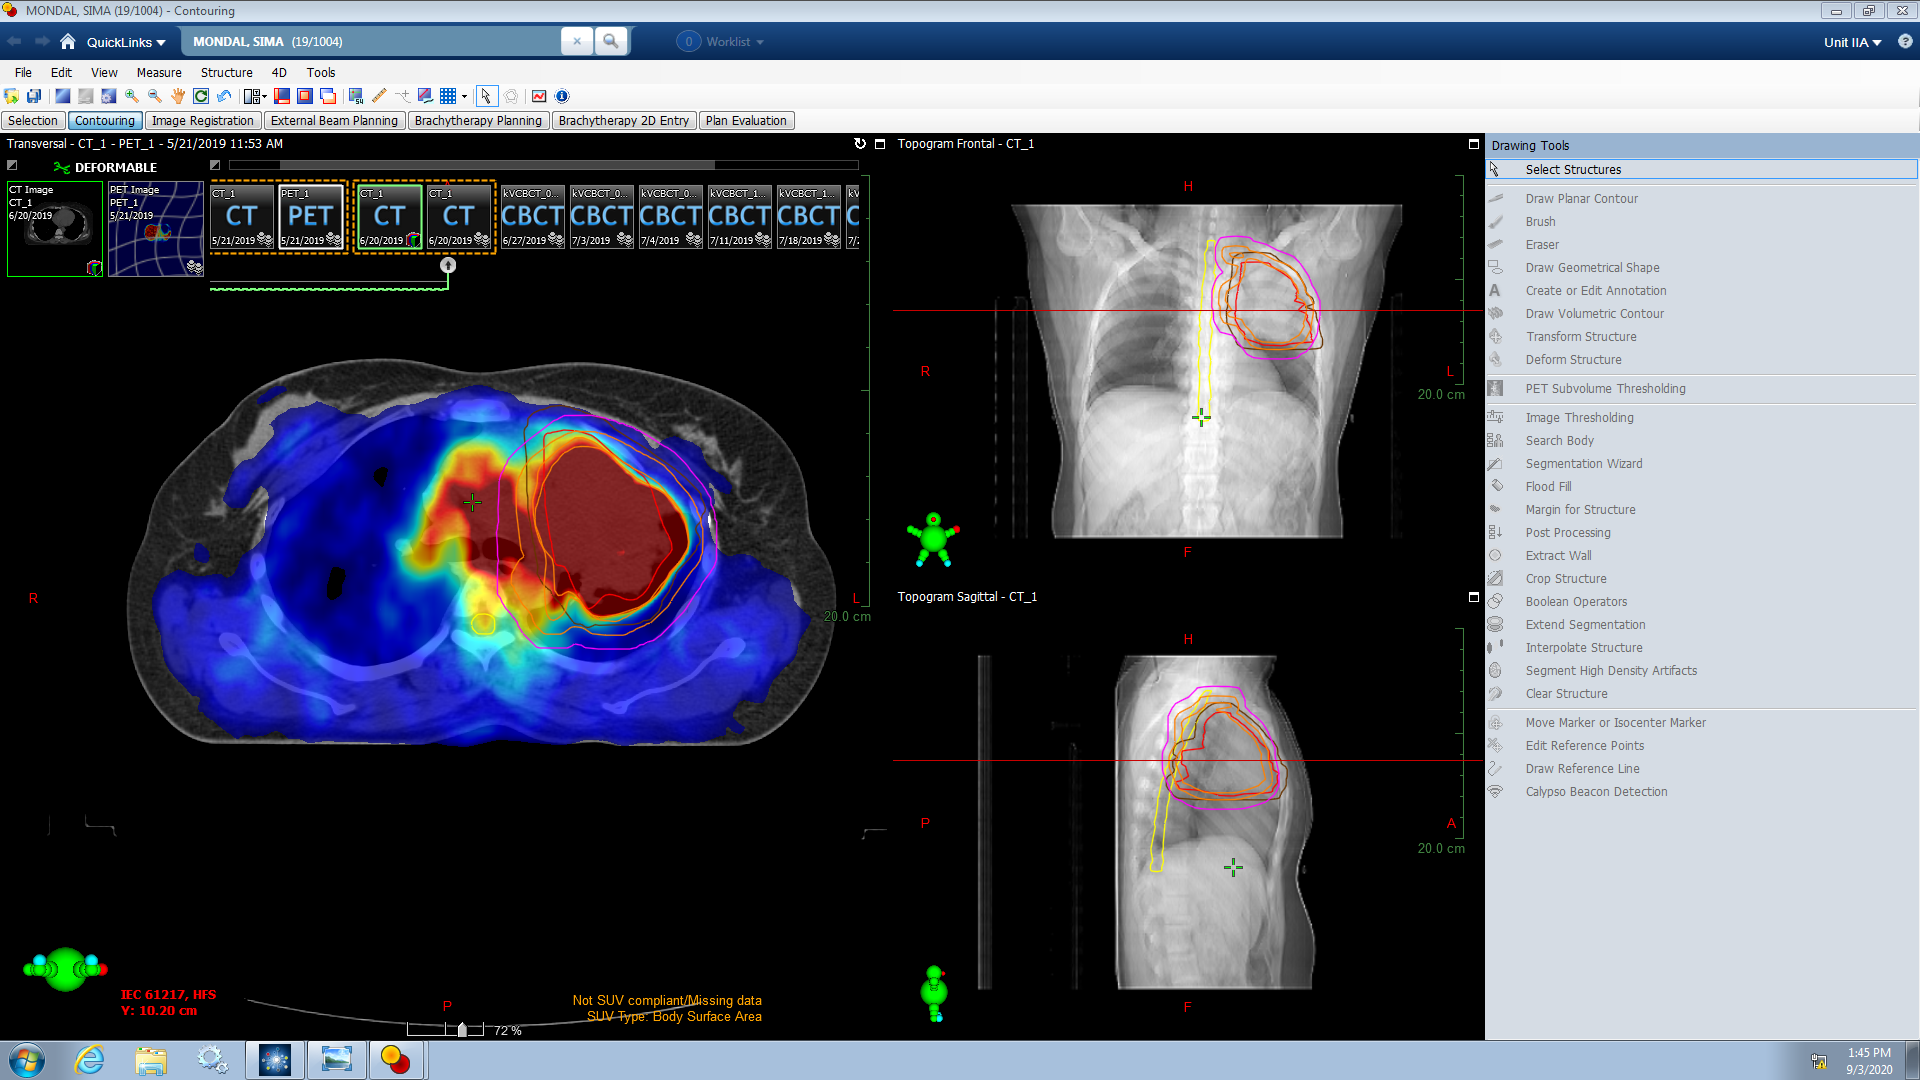 MONDAL, SIMA (19/1004) - Contouring
QuickLinks
MONDAL, SIMA (19/1004)
×
0 Worklist
Unit IIA
?
File Edit View Measure Structure 4D Tools
Selection Contouring Image Registration External Beam Planning Brachytherapy Planning Brachytherapy 2D Entry Plan Evaluation
Transversal - CT_1 - PET_1 - 5/21/2019 11:53 AM
DEFORMABLE
CT Image
CT_1
6/20/2019
PET Image
PET_1
5/21/2019
CT_1
CT
5/21/2019
PET_1
PET
5/21/2019
CT_1
CT
6/20/2019
CT_1
CT
6/20/2019
kVCBCT_0...
CBCT
6/27/2019
kVCBCT_0...
CBCT
7/3/2019
kVCBCT_0...
CBCT
7/4/2019
kVCBCT_1...
CBCT
7/11/2019
kVCBCT_1...
CBCT
7/18/2019
R
L
20.0 cm
P
IEC 61217, HFS
Y: 10.20 cm
Not SUV compliant/Missing data
SUV Type: Body Surface Area
72 %
Topogram Frontal - CT_1
H
R
L
20.0 cm
F
Topogram Sagittal - CT_1
H
P
A
20.0 cm
F
Drawing Tools
Select Structures
Draw Planar Contour
Brush
Eraser
Draw Geometrical Shape
Create or Edit Annotation
Draw Volumetric Contour
Transform Structure
Deform Structure
PET Subvolume Thresholding
Image Thresholding
Search Body
Segmentation Wizard
Flood Fill
Margin for Structure
Post Processing
Extract Wall
Crop Structure
Boolean Operators
Extend Segmentation
Interpolate Structure
Segment High Density Artifacts
Clear Structure
Move Marker or Isocenter Marker
Edit Reference Points
Draw Reference Line
Calypso Beacon Detection
1:45 PM
9/3/2020